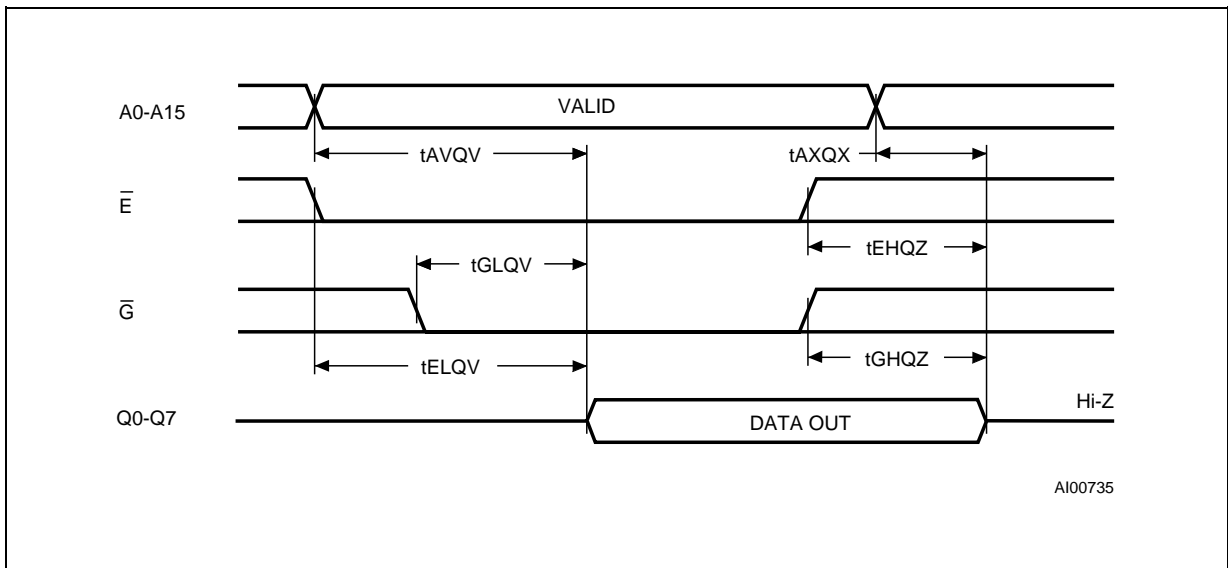 A0-A15
VALID
tAVQV
tAXQX
E̅
tEHQZ
tGLQV
G̅
tGHQZ
tELQV
Hi-Z
Q0-Q7
DATA OUT
AI00735